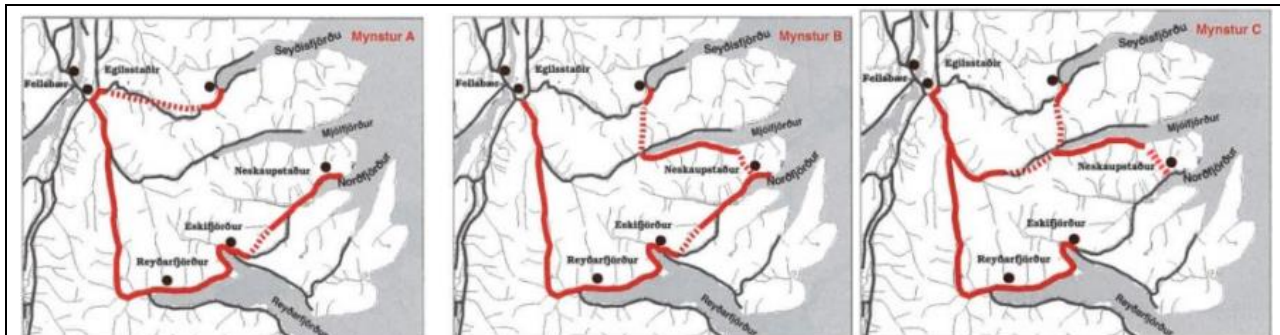 Mynstur A
Seyðisfjörðu
Egilsstaðir
Fellabær
Mjóifjörður
Neskaupstaður
Norðfjörður
Eskifjörður
Reyðarfjörður
Reyðarfjörður
Mynstur B
Seyðisfjörðu
Egilsstaðir
Fellabær
Mjóifjörður
Neskaupstaður
Norðfjörður
Eskifjörður
Reyðarfjörður
Reyðarfjörður
Mynstur C
Seyðisfjörðu
Egilsstaðir
Fellabær
Mjóifjörður
Neskaupstaður
Norðfjörður
Eskifjörður
Reyðarfjörður
Reyðarfjörður